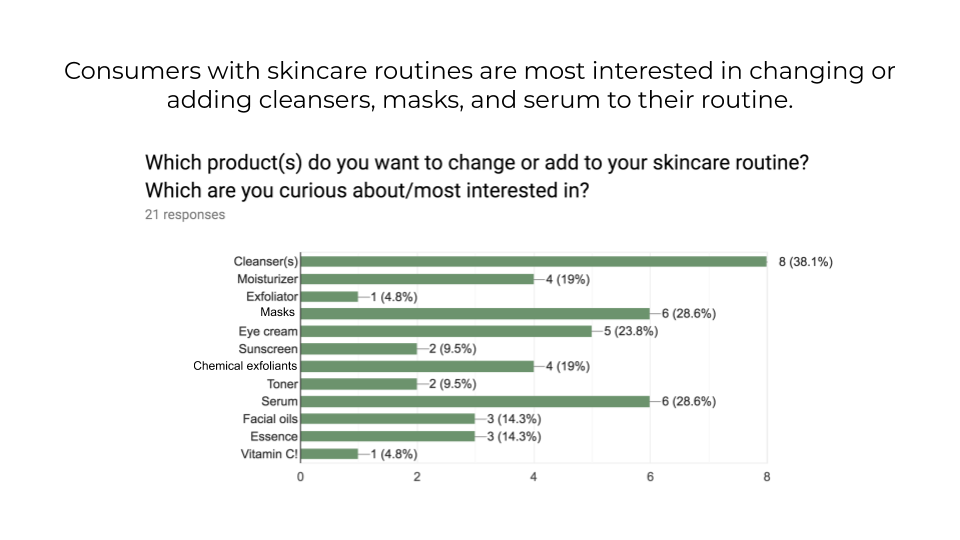 Consumers with skincare routines are most interested in changing or
adding cleansers, masks, and serum to their routine.
Which product(s) do you want to change or add to your skincare routine?
Which are you curious about/most interested in?
21 responses
Cleanser(s) 8 (38.1%)
Moisturizer 4 (19%)
Exfoliator 1 (4.8%)
Masks 6 (28.6%)
Eye cream 5 (23.8%)
Sunscreen 2 (9.5%)
Chemical exfoliants 4 (19%)
Toner 2 (9.5%)
Serum 6 (28.6%)
Facial oils 3 (14.3%)
Essence 3 (14.3%)
Vitamin C! 1 (4.8%)
0 2 4 6 8